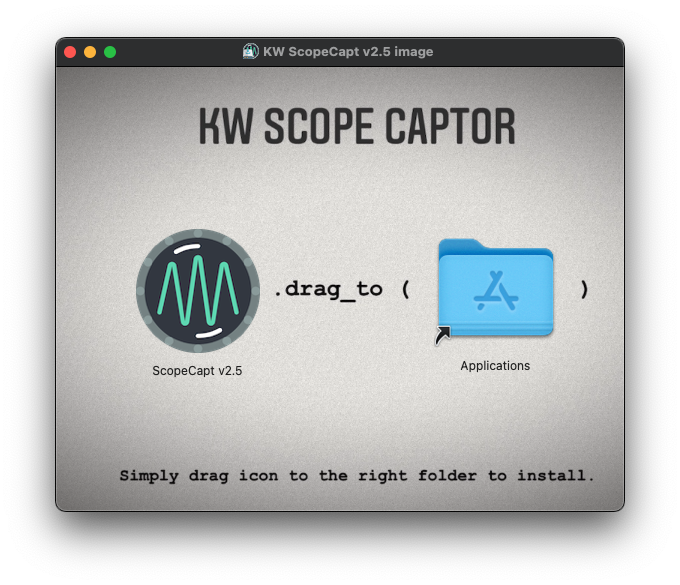 KW ScopeCapt v2.5 image
KW SCOPE CAPTOR
.drag_to ( )
ScopeCapt v2.5
Applications
Simply drag icon to the right folder to install.